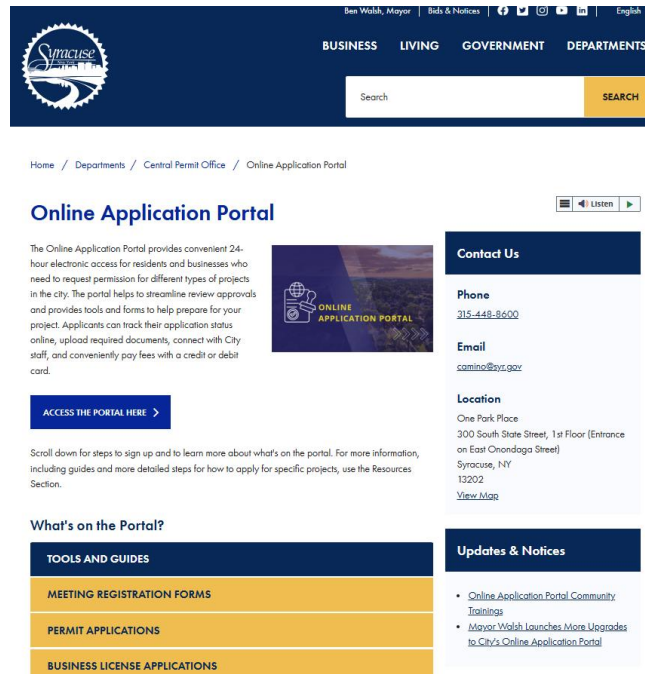 Ben Walsh, Mayor | Bids & Notices | English
Syracuse
BUSINESS LIVING GOVERNMENT DEPARTMENTS
Search SEARCH
Home / Departments / Central Permit Office / Online Application Portal
Online Application Portal
Listen
The Online Application Portal provides convenient 24-
hour electronic access for residents and businesses who
need to request permission for different types of projects
in the city. The portal helps to streamline review approvals
and provides tools and forms to help prepare for your
project. Applicants can track their application status
online, upload required documents, connect with City
staff, and conveniently pay fees with a credit or debit
card.
ONLINE
APPLICATION PORTAL
ACCESS THE PORTAL HERE
Scroll down for steps to sign up and to learn more about what's on the portal. For more information,
including guides and more detailed steps for how to apply for specific projects, use the Resources
Section.
What's on the Portal?
TOOLS AND GUIDES
MEETING REGISTRATION FORMS
PERMIT APPLICATIONS
BUSINESS LICENSE APPLICATIONS
Contact Us
Phone
315-448-8600
Email
camino@syr.gov
Location
One Park Place
300 South State Street, 1st Floor (Entrance
on East Onondaga Street)
Syracuse, NY
13202
View Map
Updates & Notices
• Online Application Portal Community
Trainings
• Mayor Walsh Launches More Upgrades
to City's Online Application Portal